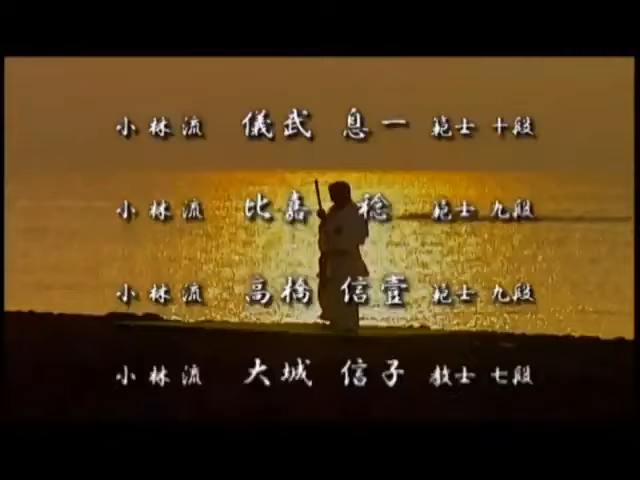 小林流 儀武 息一 範士 十段
小林流 比嘉 稔 範士 九段
小林流 高橋 信壹 範士 九段
小林流 大城 信子 教士 七段